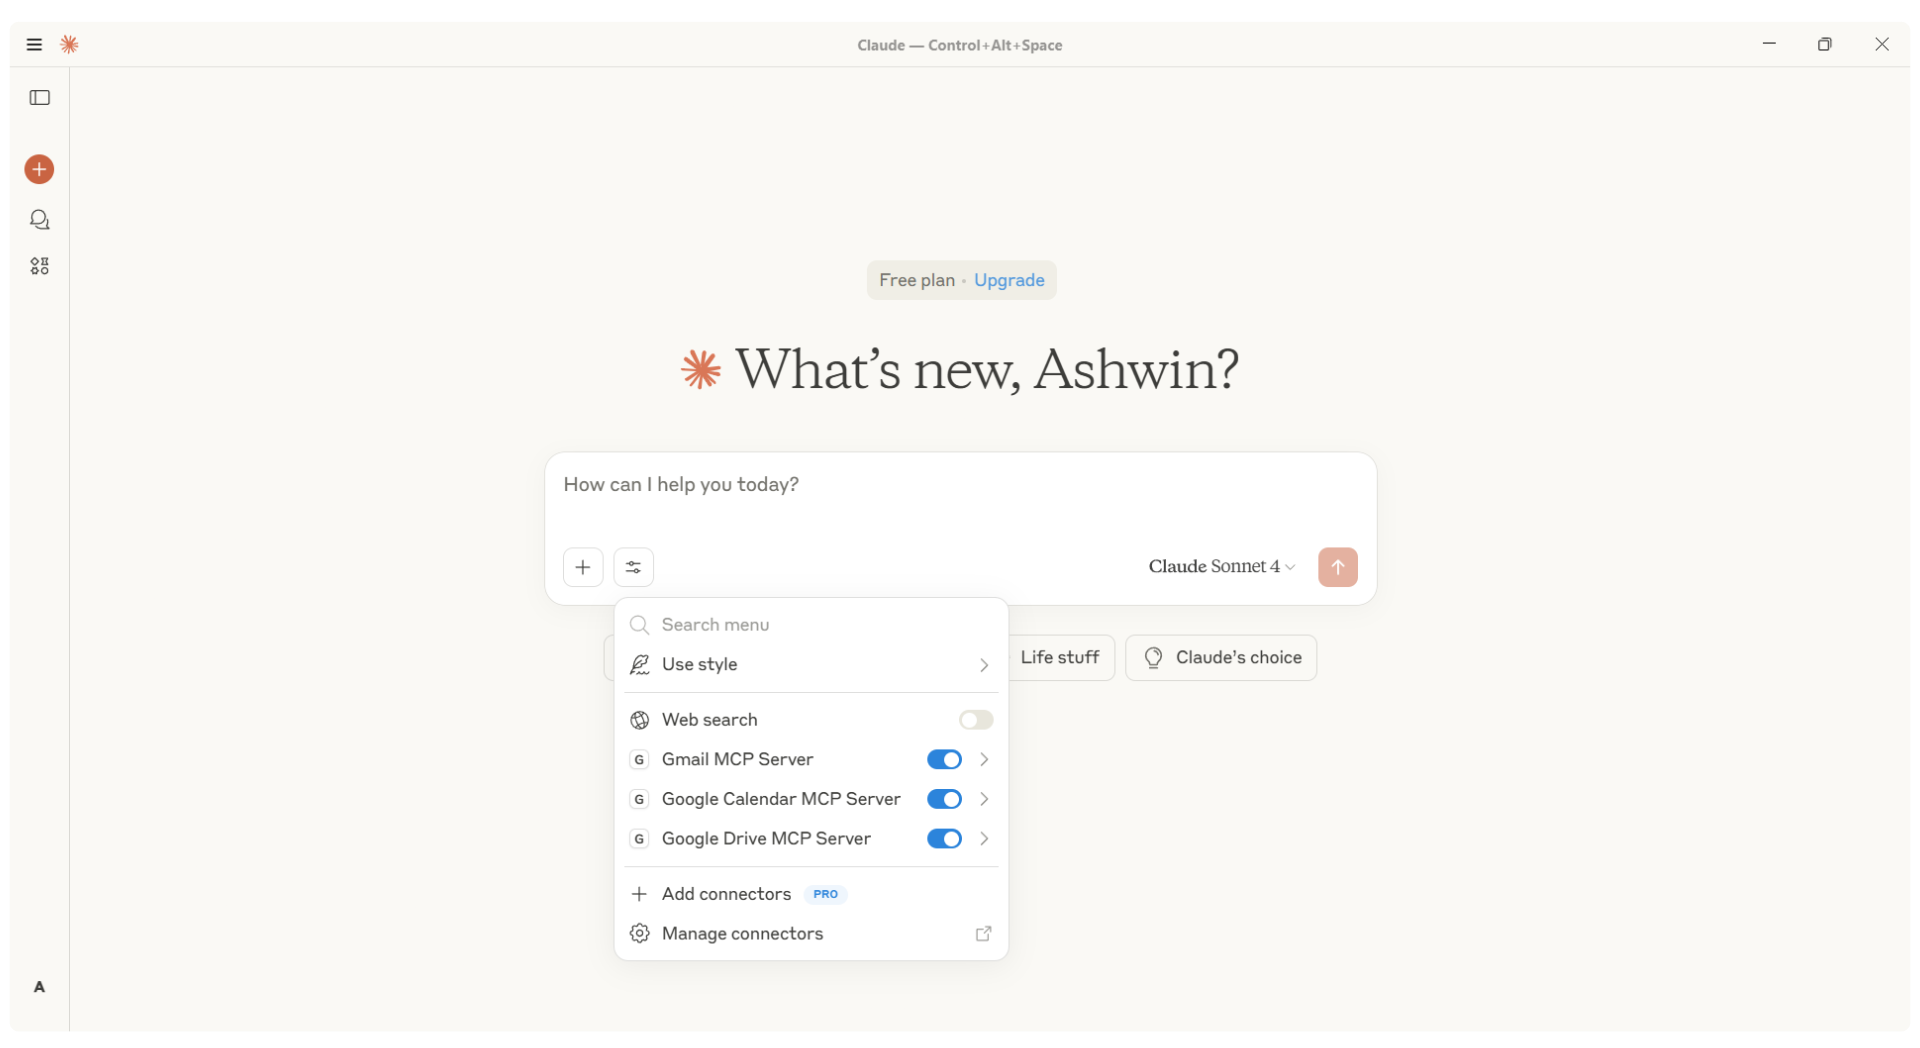 Claude — Control+Alt+Space
Free plan · Upgrade
What’s new, Ashwin?
How can I help you today?
Claude Sonnet 4
Search menu
Use style
Life stuff
Claude’s choice
Web search
G Gmail MCP Server
G Google Calendar MCP Server
G Google Drive MCP Server
Add connectors PRO
Manage connectors
A